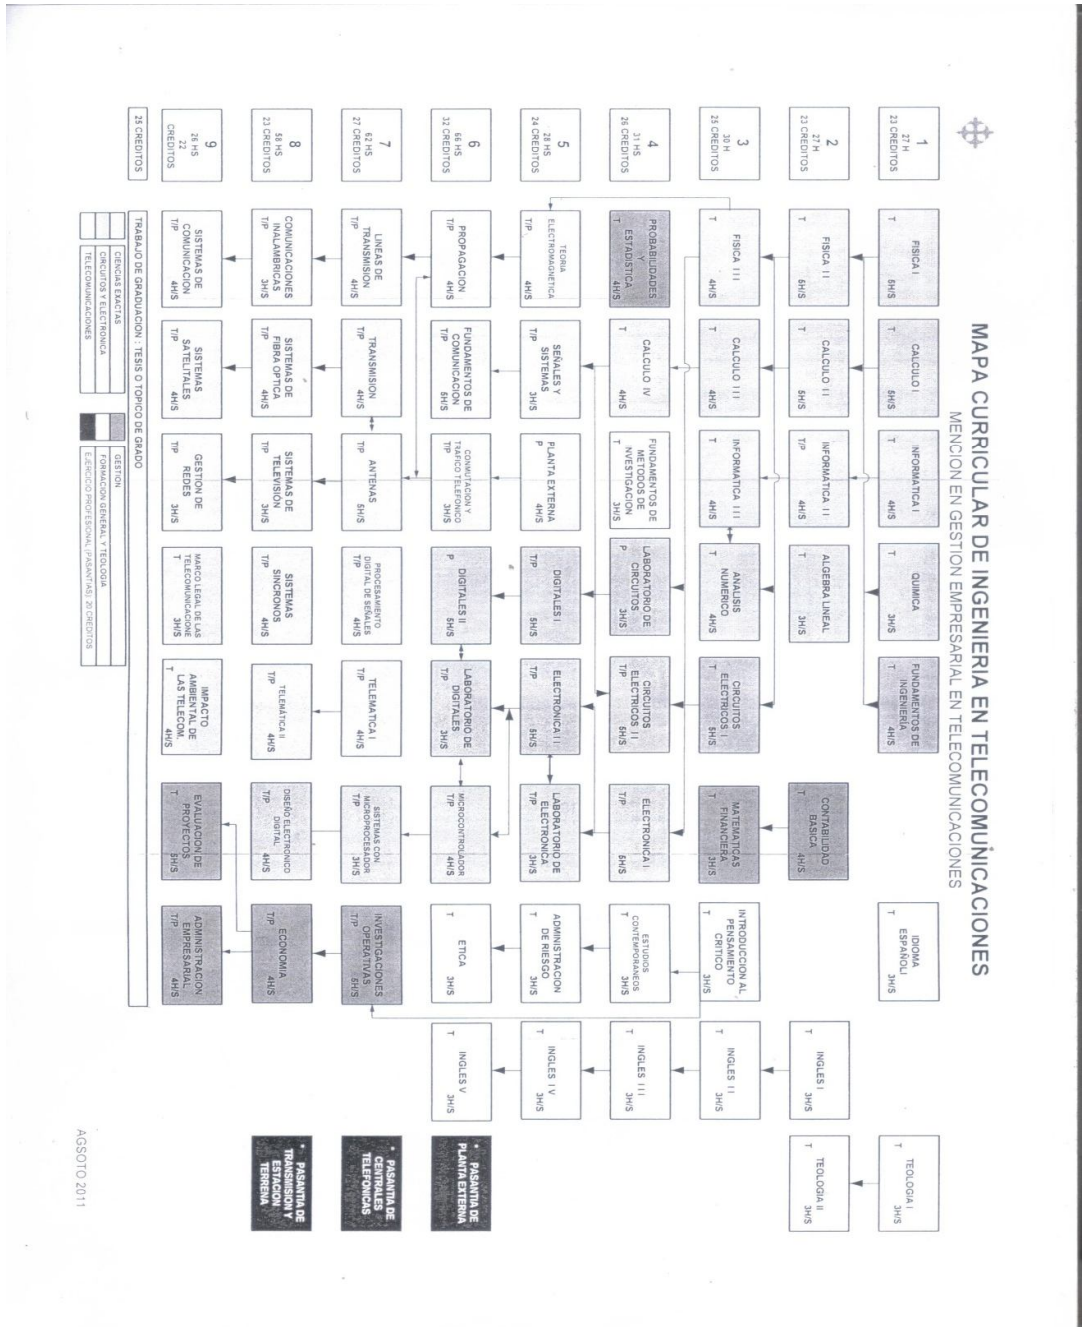 MAPA CURRICULAR DE INGENIERIA EN TELECOMUNICACIONES
MENCION EN GESTION EMPRESARIAL EN TELECOMUNICACIONES
1
27 H
23 CREDITOS
FISICA I
T 5H/S
CALCULO I
T 5H/S
INFORMATICA I
T 4H/S
QUIMICA
T 3H/S
FUNDAMENTOS DE
INGENIERÍA
T 4H/S
IDIOMA
ESPAÑOLI
T 3H/S
TEOLOGIA I
T 3H/S
2
27 H
23 CREDITOS
FISICA II
T 5H/S
CALCULO II
T 5H/S
INFORMATICA II
T/P 4H/S
ALGEBRA LINEAL
T 3H/S
CONTABILIDAD
BASICA
T 4H/S
INGLES I
T 3H/S
TEOLOGIA II
T 3H/S
3
30 H
25 CREDITOS
FISICA III
T 4H/S
CALCULO III
T 4H/S
INFORMATICA III
T 4H/S
ANALISIS
NUMERICO
T 4H/S
CIRCUITOS
ELECTRICOS I
T 5H/S
MATEMATICAS
FINANCIERA
T 3H/S
INTRODUCCION AL
PENSAMIENTO
CRITICO
T 3H/S
INGLES II
T 3H/S
4
31 HS
26 CREDITOS
PROBABILIDADES
Y
ESTADISTICA
T 4H/S
CALCULO IV
T 4H/S
FUNDAMENTOS DE
METODOS DE
INVESTIGACION
T 3H/S
LABORATORIO DE
CIRCUITOS
P 3H/S
CIRCUITOS
ELECTRICOS II
T/P 5H/S
ELECTRONICA I
T/P 5H/S
ESTUDIOS
CONTEMPORANEOS
T 3H/S
INGLES III
T 3H/S
5
28 HS
24 CREDITOS
TEORIA
ELECTROMAGNÉTICA
T/P 4H/S
SEÑALES Y
SISTEMAS
T/P 3H/S
PLANTA EXTERNA
P 4H/S
DIGITALES I
T/P 5H/S
ELECTRONICA II
T/P 5H/S
LABORATORIO DE
ELECTRONICA
T/P 3H/S
ADMINISTRACION
DE RIESGO
T 3H/S
INGLES IV
T 3H/S
6
66 HS
32 CREDITOS
PROPAGACION
T/P 4H/S
FUNDAMENTOS DE
COMUNICACION
T/P 5H/S
CONMUTACION Y
TRAFICO TELEFONICO
T/P 3H/S
DIGITALES II
P 5H/S
LABORATORIO DE
DIGITALES
T/P 3H/S
MICROCONTROLADOR
T/P 4H/S
ETICA
T 3H/S
INGLES V
T 3H/S
* PASANTIA DE
PLANTA EXTERNA
7
62 HS
27 CREDITOS
LINEAS DE
TRANSMISION
T/P 4H/S
TRANSMISION
T/P 4H/S
ANTENAS
T/P 5H/S
PROCESAMIENTO
DIGITAL DE SEÑALES
T/P 4H/S
TELEMATICA I
T/P 4H/S
SISTEMAS CON
MICROPROCESADOR
T/P 3H/S
INVESTIGACIONES
OPERATIVAS
T/P 5H/S
* PASANTIA DE
CENTRALES
TELEFONICAS
8
58 HS
23 CREDITOS
COMUNICACIONES
INALAMBRICAS
T/P 3H/S
SISTEMAS DE
FIBRA OPTICA
T/P 4H/S
SISTEMAS DE
TELEVISIÓN
T/P 3H/S
SISTEMAS
SINCRONOS
T/P 4H/S
TELEMÁTICA II
T/P 4H/S
DISEÑO ELECTRONICO
DIGITAL
T/P 4H/S
ECONOMIA
T/P 4H/S
* PASANTIA DE
TRANSMISION Y
ESTACION
TERRENA
9
26 HS
22
CREDITOS
SISTEMAS DE
COMUNICACION
T/P 4H/S
SISTEMAS
SATELITALES
T/P 4H/S
GESTION DE
REDES
T/P 3H/S
MARCO LEGAL DE LAS
TELECOMUNICACIONE
T 3H/S
IMPACTO
AMBIENTAL DE
LAS TELECOM.
T 4H/S
EVALUACION DE
PROYECTOS
T 5H/S
ADMINISTRACION
EMPRESARIAL
T/P 4H/S
25 CREDITOS
TRABAJO DE GRADUACION : TESIS O TOPICO DE GRADO
CIENCIAS EXACTAS
CIRCUITOS Y ELECTRONICA
TELECOMUNICACIONES
GESTION
FORMACION GENERAL Y TEOLOGIA
EJERCICIO PROFESIONAL (PASANTIAS) 20 CREDITOS
AGSOTO 2011